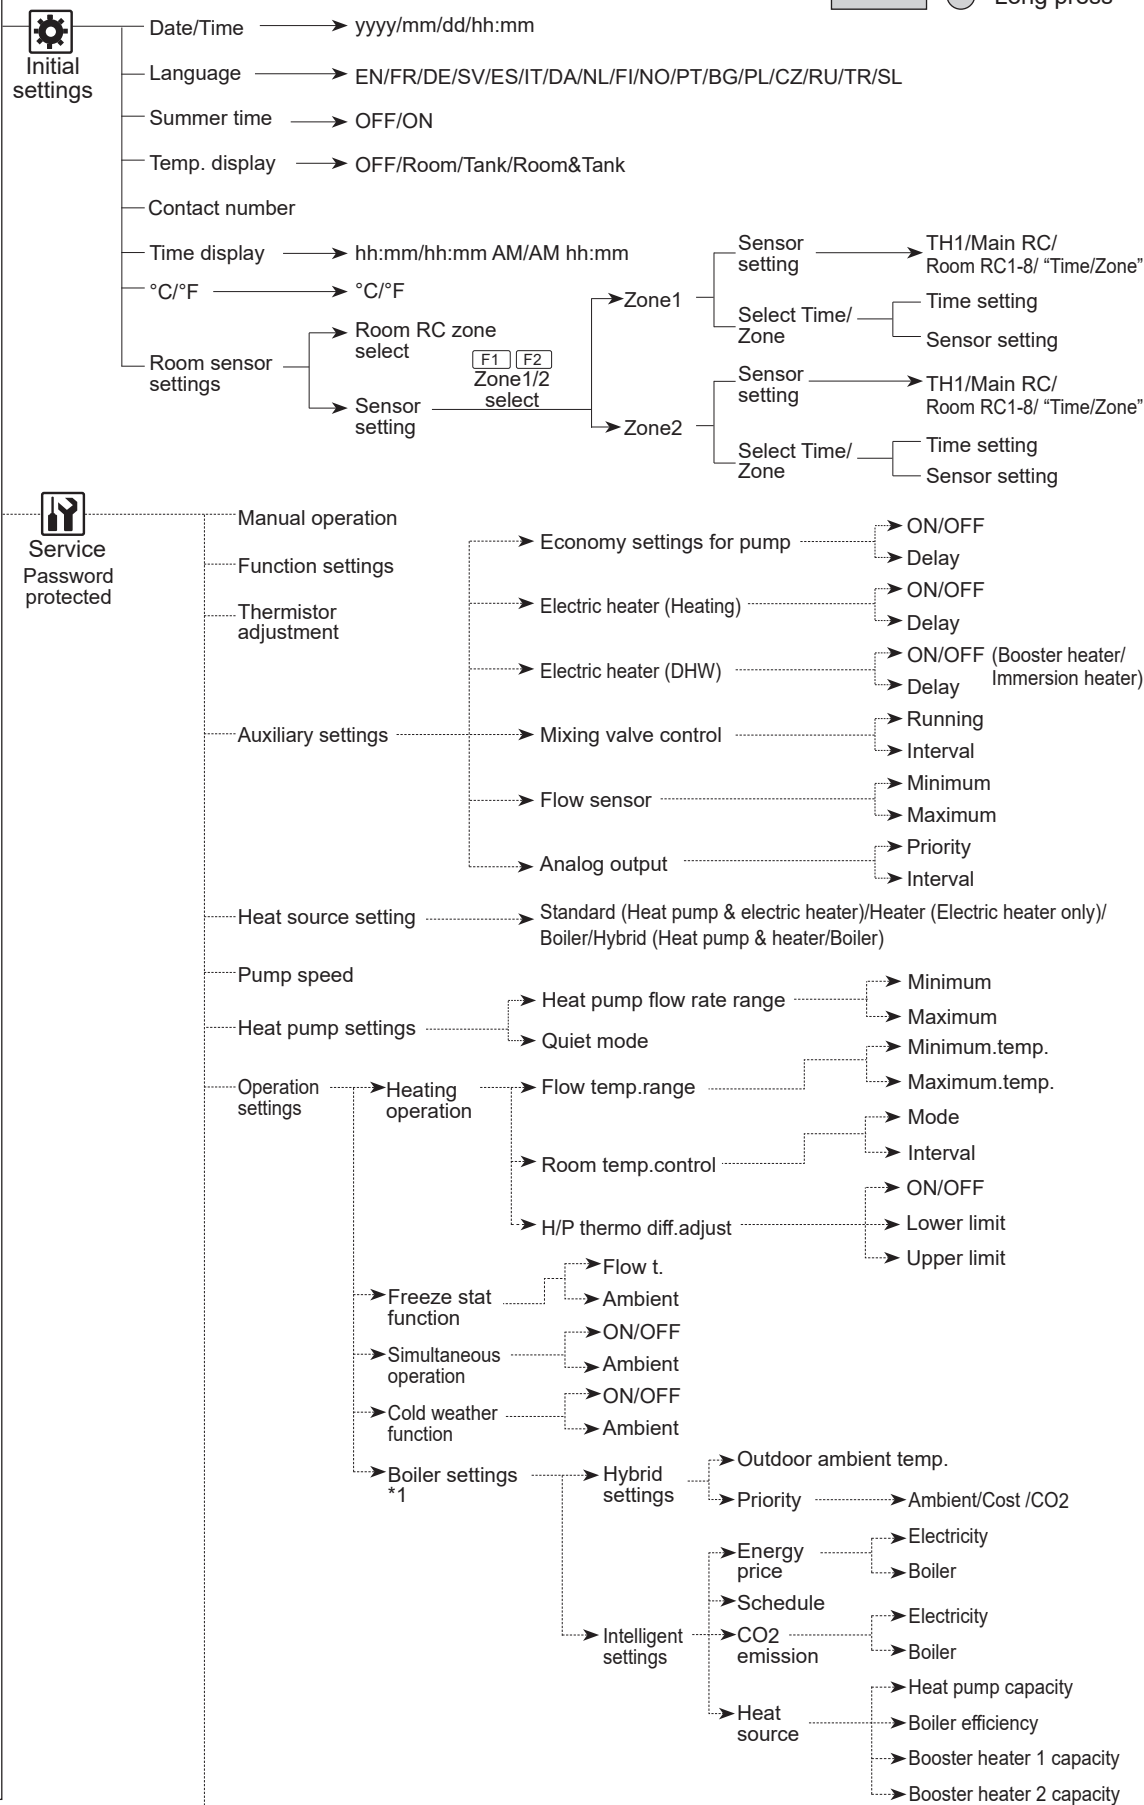 Long press
Initial
settings
Date/Time
yyyy/mm/dd/hh:mm
Language
EN/FR/DE/SV/ES/IT/DA/NL/FI/NO/PT/BG/PL/CZ/RU/TR/SL
Summer time
OFF/ON
Temp. display
OFF/Room/Tank/Room&Tank
Contact number
Time display
hh:mm/hh:mm AM/AM hh:mm
°C/°F
°C/°F
Room sensor
settings
Room RC zone
select
Sensor
setting
F1 F2
Zone1/2
select
Zone1
Sensor
setting
TH1/Main RC/
Room RC1-8/ “Time/Zone”
Select Time/
Zone
Time setting
Sensor setting
Zone2
Sensor
setting
TH1/Main RC/
Room RC1-8/ “Time/Zone”
Select Time/
Zone
Time setting
Sensor setting
Service
Password
protected
Manual operation
Function settings
Thermistor
adjustment
Auxiliary settings
Economy settings for pump
ON/OFF
Delay
Electric heater (Heating)
ON/OFF
Delay
Electric heater (DHW)
ON/OFF (Booster heater/
Delay Immersion heater)
Mixing valve control
Running
Interval
Flow sensor
Minimum
Maximum
Analog output
Priority
Interval
Heat source setting
Standard (Heat pump & electric heater)/Heater (Electric heater only)/
Boiler/Hybrid (Heat pump & heater/Boiler)
Pump speed
Heat pump settings
Heat pump flow rate range
Minimum
Maximum
Quiet mode
Operation
settings
Heating
operation
Flow temp.range
Minimum.temp.
Maximum.temp.
Room temp.control
Mode
Interval
H/P thermo diff.adjust
ON/OFF
Lower limit
Upper limit
Freeze stat
function
Flow t.
Ambient
Simultaneous
operation
ON/OFF
Ambient
Cold weather
function
ON/OFF
Ambient
Boiler settings
*1
Hybrid
settings
Outdoor ambient temp.
Priority
Ambient/Cost /CO2
Intelligent
settings
Energy
price
Electricity
Boiler
Schedule
CO2
emission
Electricity
Boiler
Heat
source
Heat pump capacity
Boiler efficiency
Booster heater 1 capacity
Booster heater 2 capacity